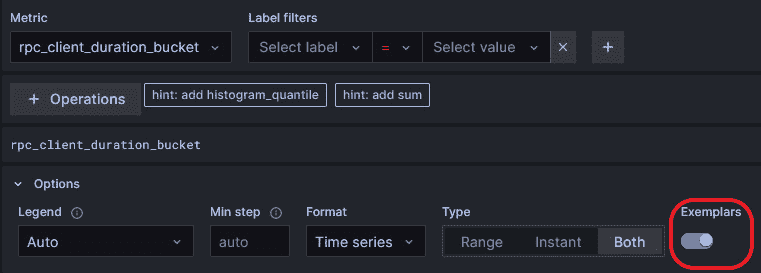 Metric Label filters
rpc_client_duration_bucket Select label = Select value × +
+ Operations hint: add histogram_quantile hint: add sum
rpc_client_duration_bucket
Options
Legend Min step Format Type Exemplars
Auto auto Time series Range Instant Both